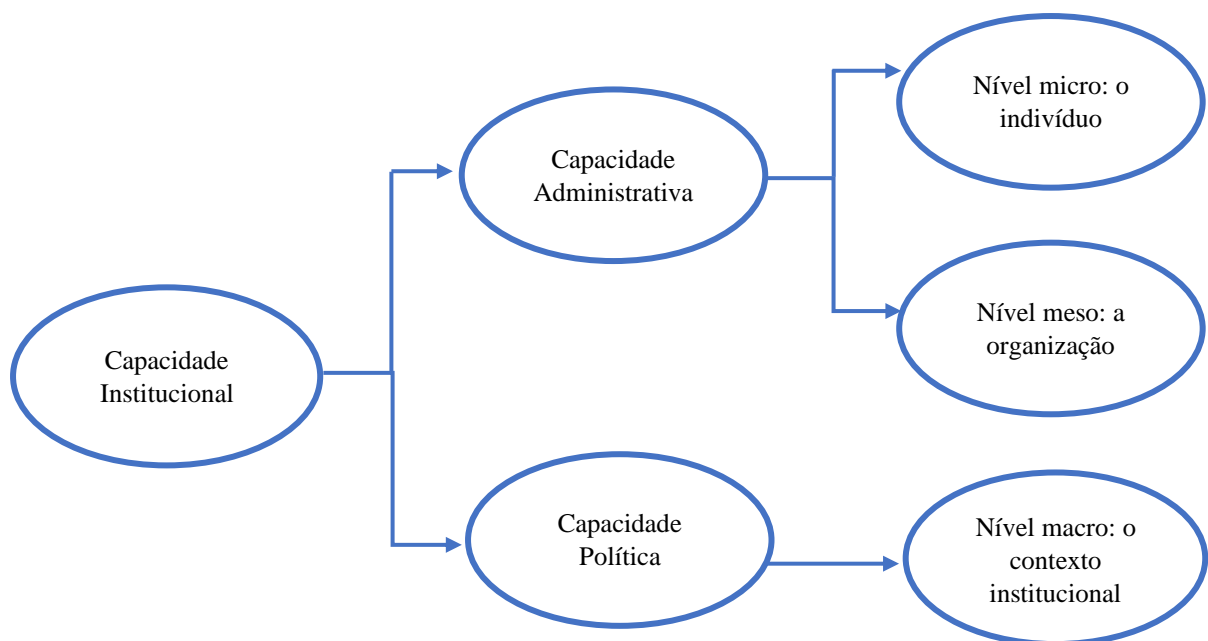 Nível micro: o
indivíduo
Capacidade
Administrativa
Nível meso: a
organização
Capacidade
Institucional
Capacidade
Política
Nível macro: o
contexto
institucional